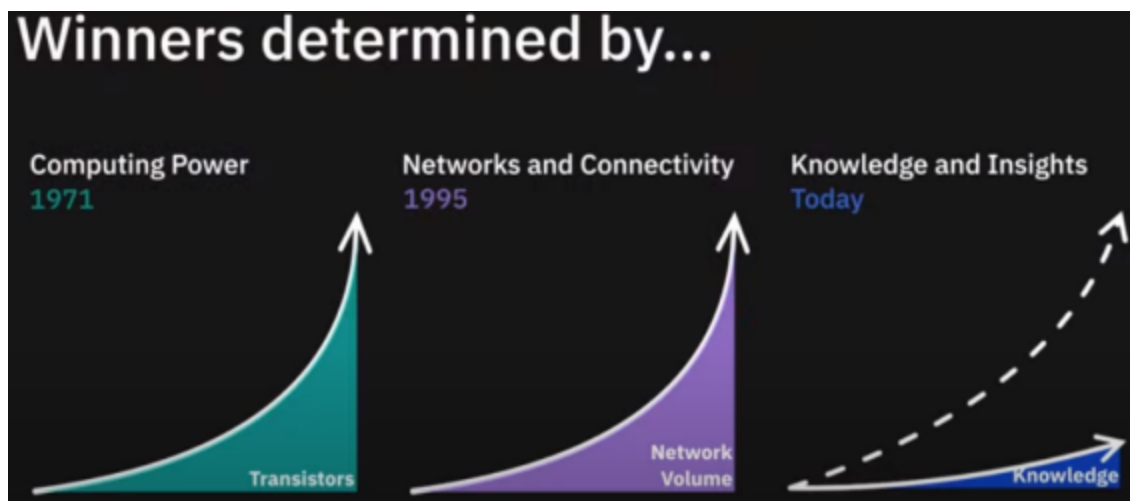 Winners determined by...
Computing Power
1971
Transistors
Networks and Connectivity
1995
Network
Volume
Knowledge and Insights
Today
Knowledge